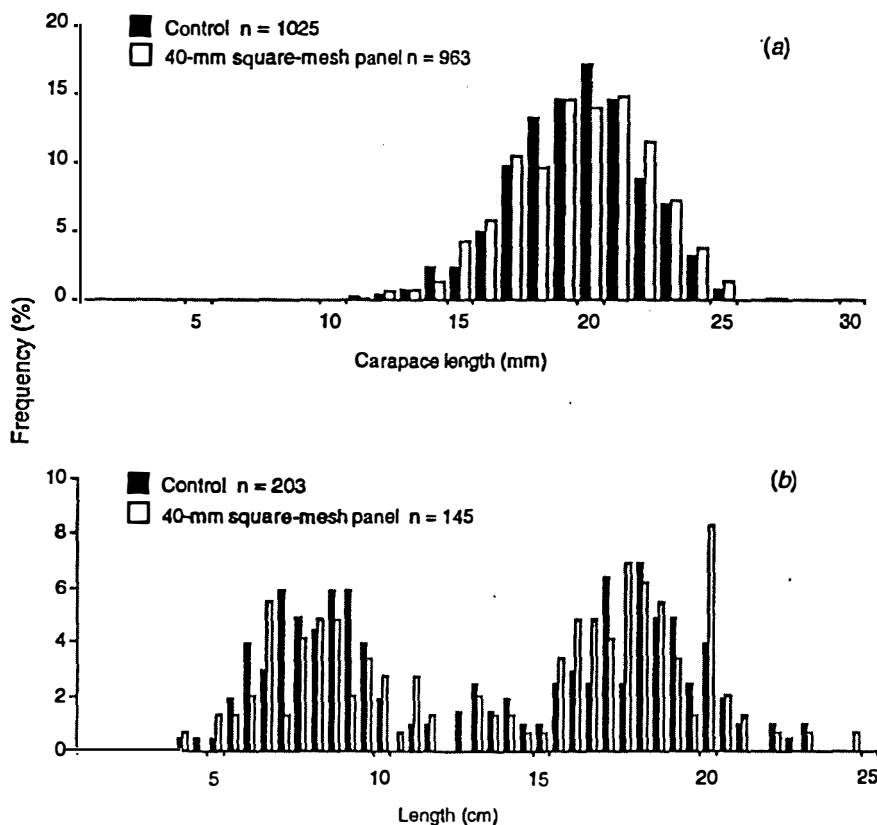 20
15
10
5
0
Control n = 1025
40-mm square-mesh panel n = 963
(a)
5 10 15 20 25 30
Carapace length (mm)
Frequency (%)
10
8
6
4
2
0
Control n = 203
40-mm square-mesh panel n = 145
(b)
5 10 15 20 25
Length (cm)